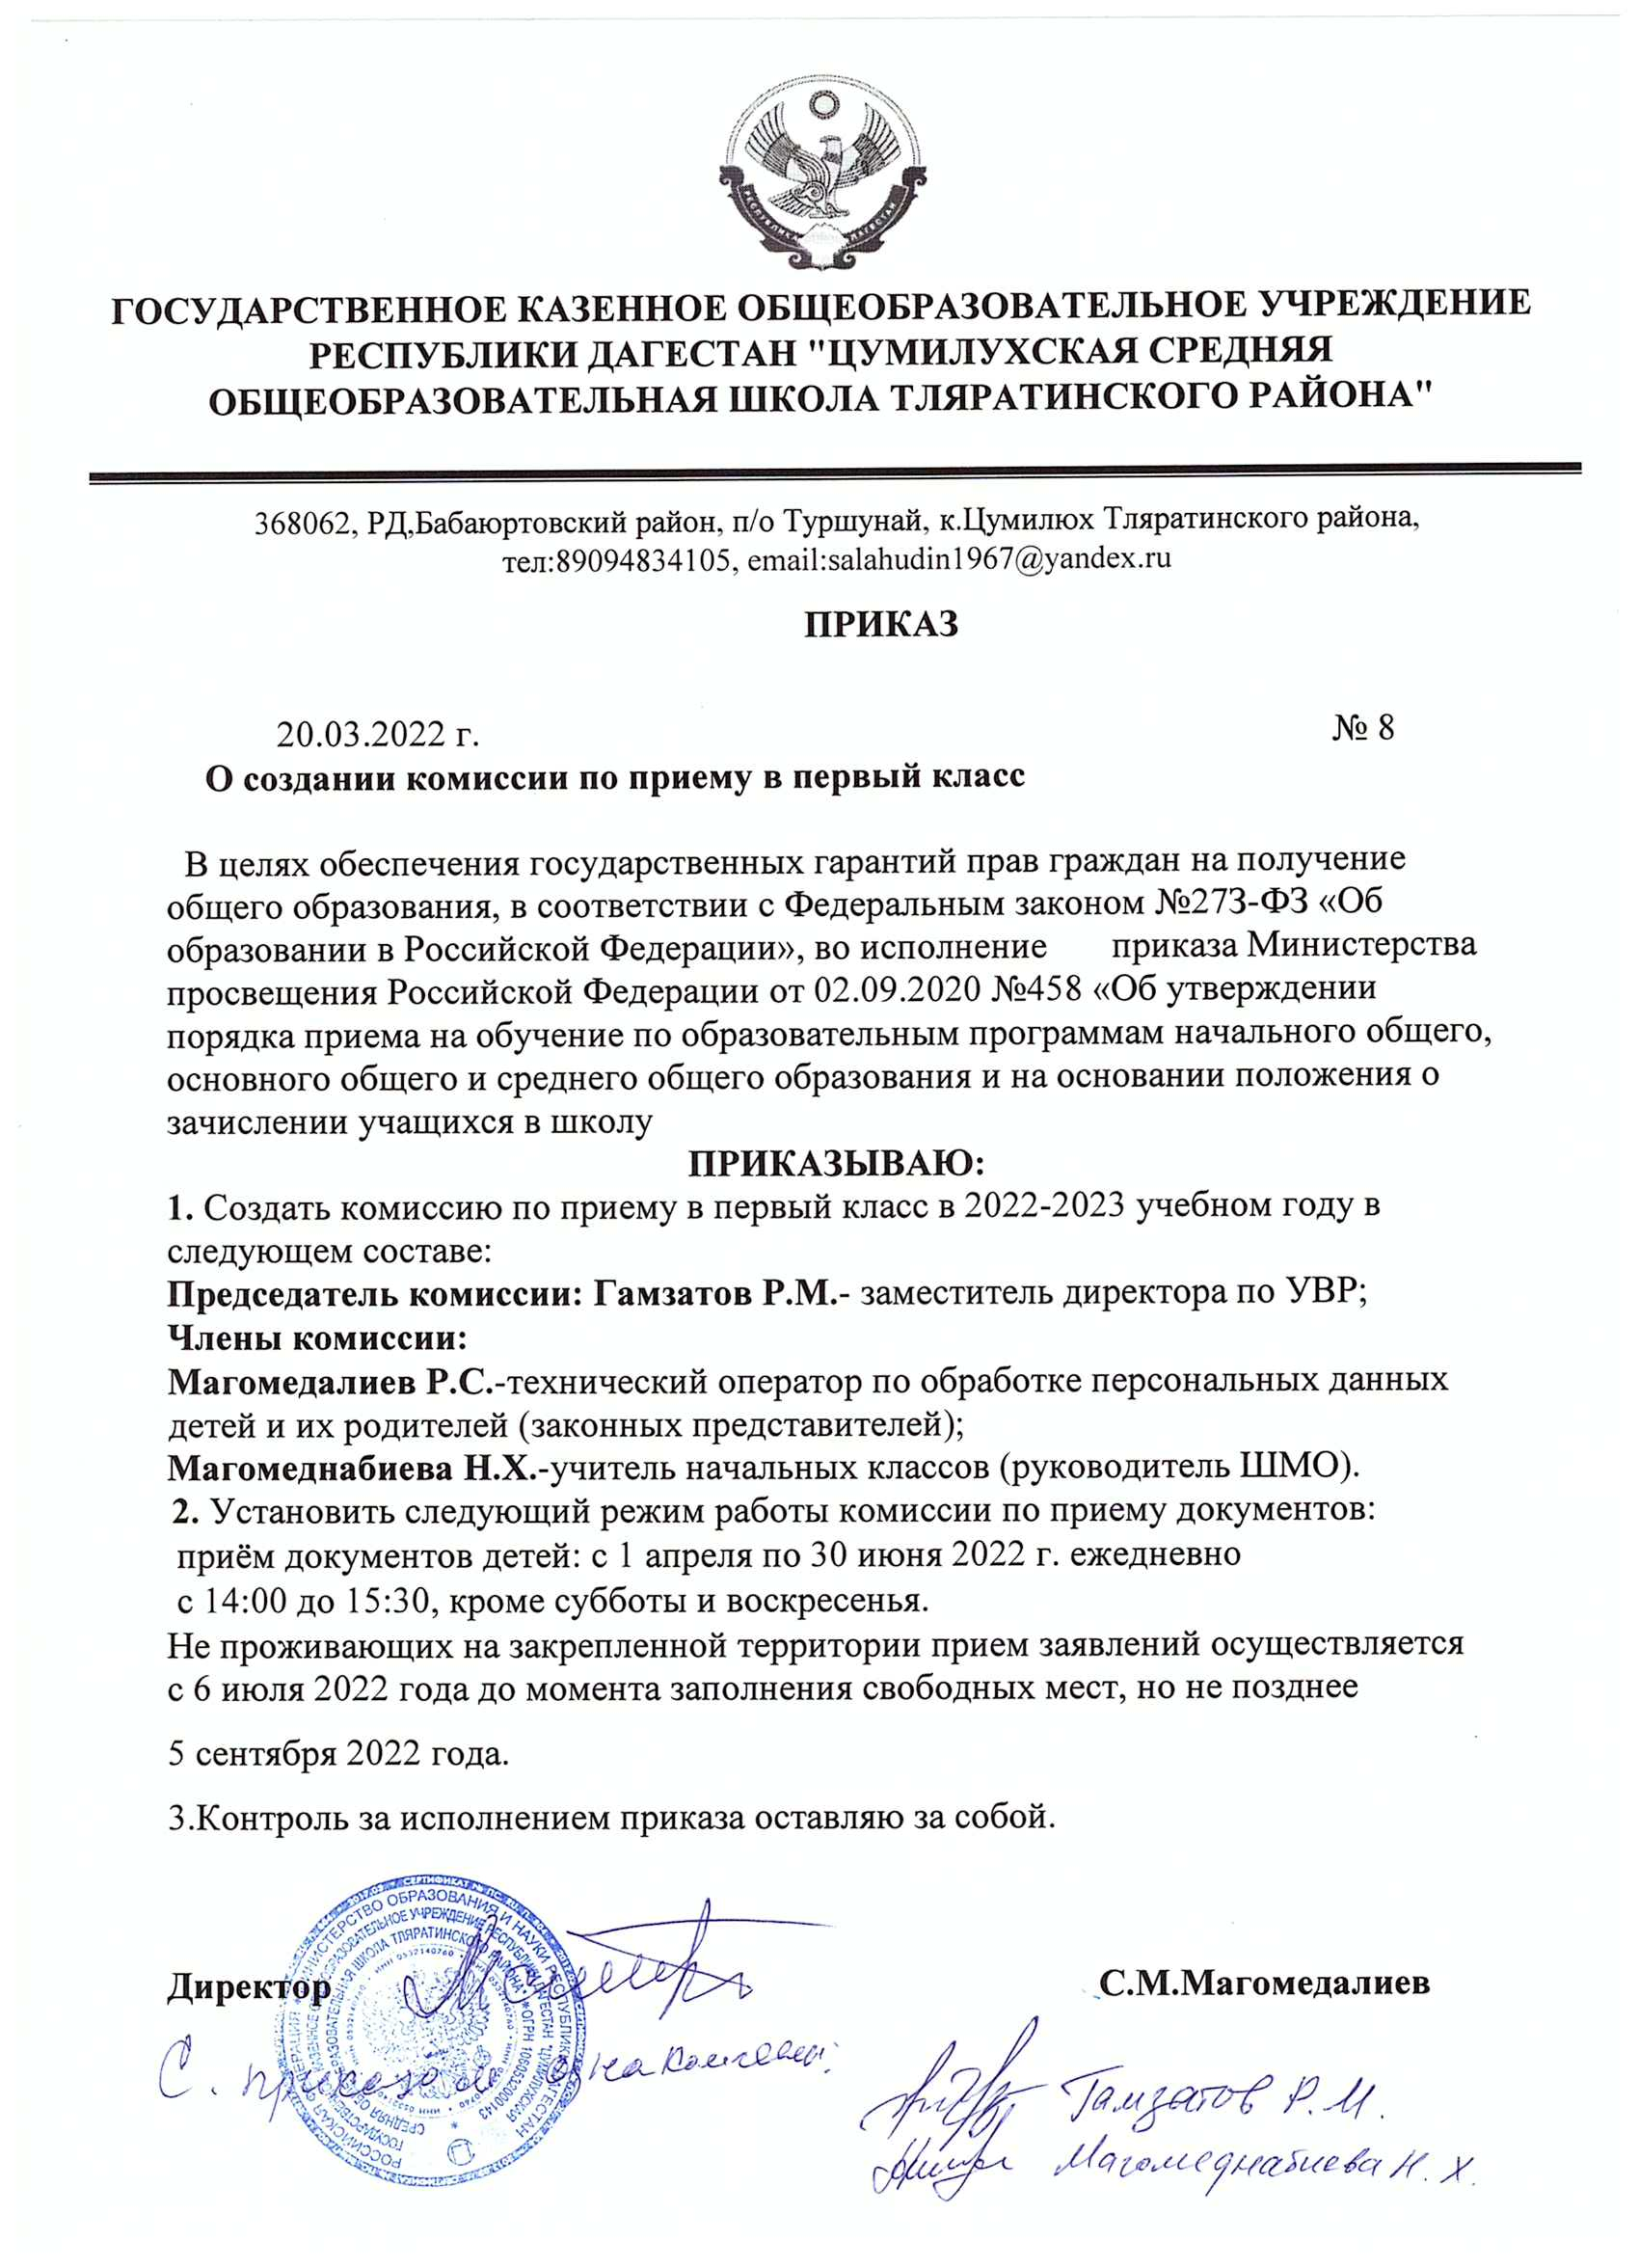 РЕСПУБЛИКА ДАГЕСТАН
ГОСУДАРСТВЕННОЕ КАЗЕННОЕ ОБЩЕОБРАЗОВАТЕЛЬНОЕ УЧРЕЖДЕНИЕ
РЕСПУБЛИКИ ДАГЕСТАН "ЦУМИЛУХСКАЯ СРЕДНЯЯ
ОБЩЕОБРАЗОВАТЕЛЬНАЯ ШКОЛА ТЛЯРАТИНСКОГО РАЙОНА"
368062, РД,Бабаюртовский район, п/о Туршунай, к.Цумилюх Тляратинского района,
тел:89094834105, email:salahudin1967@yandex.ru
ПРИКАЗ
20.03.2022 г. № 8
О создании комиссии по приему в первый класс
В целях обеспечения государственных гарантий прав граждан на получение
общего образования, в соответствии с Федеральным законом №27З-ФЗ «Об
образовании в Российской Федерации», во исполнение приказа Министерства
просвещения Российской Федерации от 02.09.2020 №458 «Об утверждении
порядка приема на обучение по образовательным программам начального общего,
основного общего и среднего общего образования и на основании положения о
зачислении учащихся в школу
ПРИКАЗЫВАЮ:
1. Создать комиссию по приему в первый класс в 2022-2023 учебном году в
следующем составе:
Председатель комиссии: Гамзатов Р.М.- заместитель директора по УВР;
Члены комиссии:
Магомедалиев Р.С.-технический оператор по обработке персональных данных
детей и их родителей (законных представителей);
Магомеднабиева Н.Х.-учитель начальных классов (руководитель ШМО).
2. Установить следующий режим работы комиссии по приему документов:
приём документов детей: с 1 апреля по 30 июня 2022 г. ежедневно
с 14:00 до 15:30, кроме субботы и воскресенья.
Не проживающих на закрепленной территории прием заявлений осуществляется
с 6 июля 2022 года до момента заполнения свободных мест, но не позднее
5 сентября 2022 года.
3.Контроль за исполнением приказа оставляю за собой.
Директор С.М.Магомедалиев
С. приказом ознакомлены:
Гамзатов Р.М.
Магомеднабиева Н.Х.